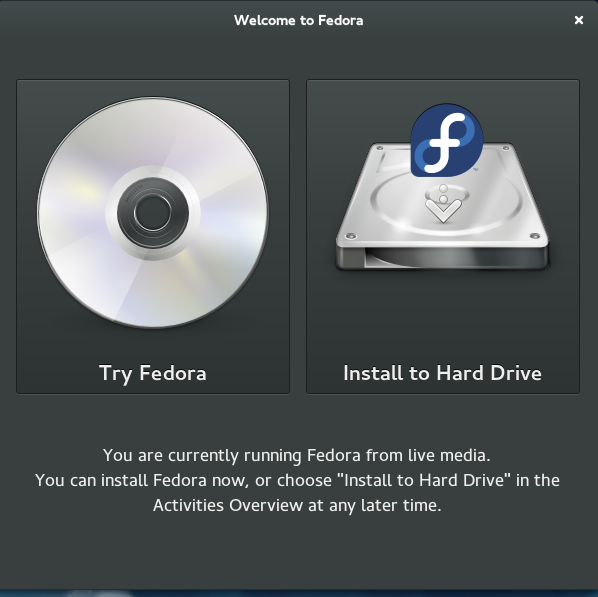 Welcome to Fedora
Try Fedora
Install to Hard Drive
You are currently running Fedora from live media.
You can install Fedora now, or choose "Install to Hard Drive" in the
Activities Overview at any later time.